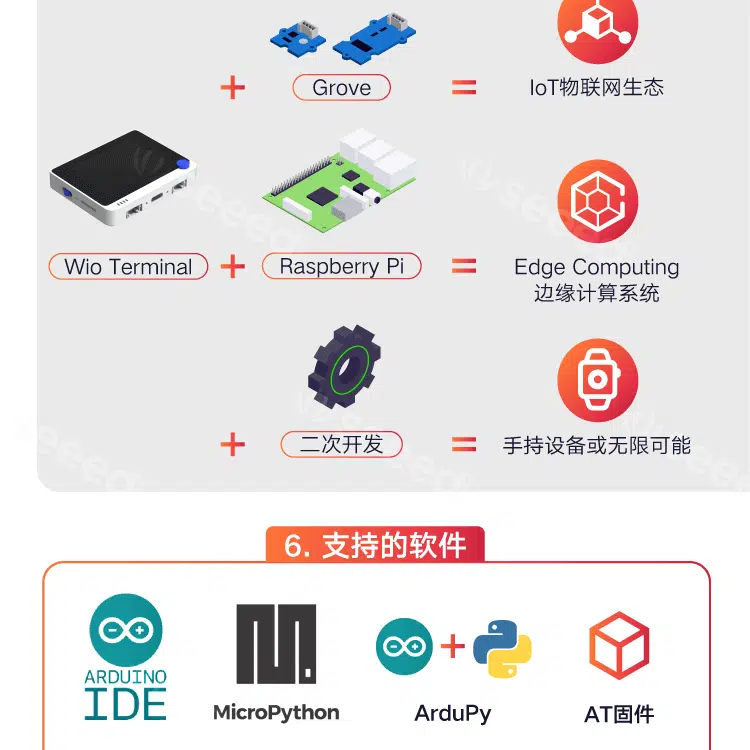 + Grove = IoT物联网生态
Wio Terminal + Raspberry Pi = Edge Computing
边缘计算系统
+ 二次开发 = 手持设备或无限可能
6. 支持的软件
ARDUINO
IDE
MicroPython
+
ArduPy
AT固件